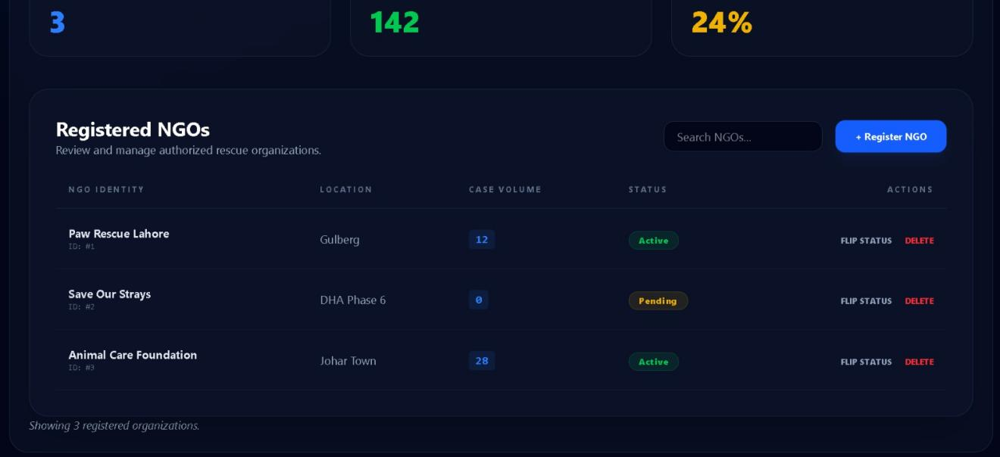 3 142 24%
Registered NGOs
Review and manage authorized rescue organizations.
Search NGOs...
+ Register NGO
NGO IDENTITY LOCATION CASE VOLUME STATUS ACTIONS
Paw Rescue Lahore
ID: #1
Gulberg 12 Active FLIP STATUS DELETE
Save Our Strays
ID: #2
DHA Phase 6 0 Pending FLIP STATUS DELETE
Animal Care Foundation
ID: #3
Johar Town 28 Active FLIP STATUS DELETE
Showing 3 registered organizations.